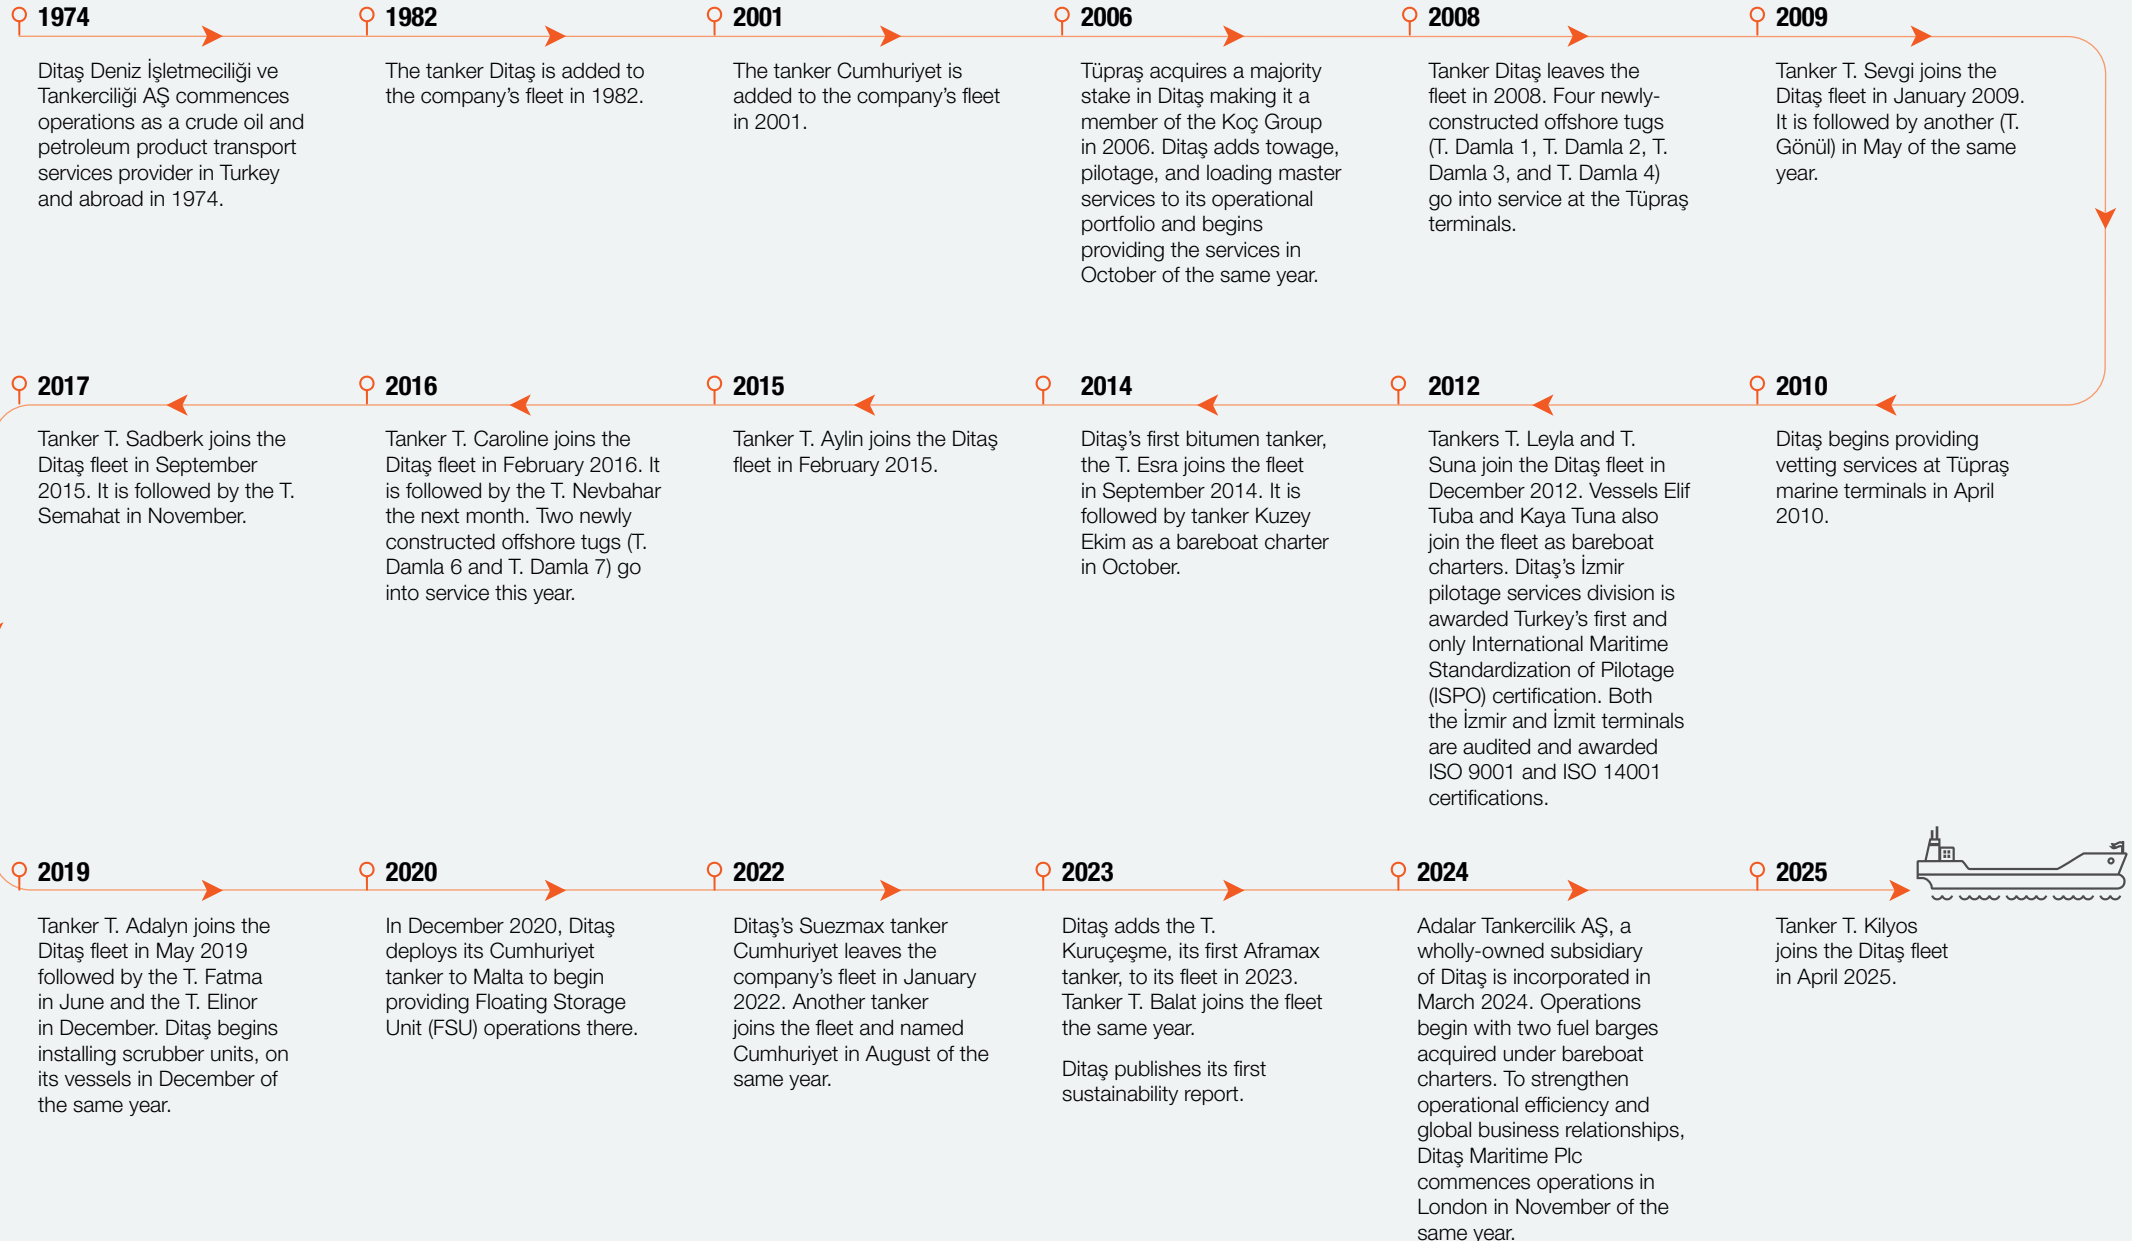 1974
Ditaş Deniz İşletmeciliği ve
Tankerciliği AŞ commences
operations as a crude oil and
petroleum product transport
services provider in Turkey
and abroad in 1974.
1982
The tanker Ditaş is added to
the company's fleet in 1982.
2001
The tanker Cumhuriyet is
added to the company's fleet
in 2001.
2006
Tüpraş acquires a majority
stake in Ditaş making it a
member of the Koç Group
in 2006. Ditaş adds towage,
pilotage, and loading master
services to its operational
portfolio and begins
providing the services in
October of the same year.
2008
Tanker Ditaş leaves the
fleet in 2008. Four newly-
constructed offshore tugs
(T. Damla 1, T. Damla 2, T.
Damla 3, and T. Damla 4)
go into service at the Tüpraş
terminals.
2009
Tanker T. Sevgi joins the
Ditaş fleet in January 2009.
It is followed by another (T.
Gönül) in May of the same
year.
2010
Ditaş begins providing
vetting services at Tüpraş
marine terminals in April
2010.
2012
Tankers T. Leyla and T.
Suna join the Ditaş fleet in
December 2012. Vessels Elif
Tuba and Kaya Tuna also
join the fleet as bareboat
charters. Ditaş's İzmir
pilotage services division is
awarded Turkey's first and
only International Maritime
Standardization of Pilotage
(ISPO) certification. Both
the İzmir and İzmit terminals
are audited and awarded
ISO 9001 and ISO 14001
certifications.
2014
Ditaş's first bitumen tanker,
the T. Esra joins the fleet
in September 2014. It is
followed by tanker Kuzey
Ekim as a bareboat charter
in October.
2015
Tanker T. Aylin joins the Ditaş
fleet in February 2015.
2016
Tanker T. Caroline joins the
Ditaş fleet in February 2016. It
is followed by the T. Nevbahar
the next month. Two newly
constructed offshore tugs (T.
Damla 6 and T. Damla 7) go
into service this year.
2017
Tanker T. Sadberk joins the
Ditaş fleet in September
2015. It is followed by the T.
Semahat in November.
2019
Tanker T. Adalyn joins the
Ditaş fleet in May 2019
followed by the T. Fatma
in June and the T. Elinor
in December. Ditaş begins
installing scrubber units, on
its vessels in December of
the same year.
2020
In December 2020, Ditaş
deploys its Cumhuriyet
tanker to Malta to begin
providing Floating Storage
Unit (FSU) operations there.
2022
Ditaş's Suezmax tanker
Cumhuriyet leaves the
company's fleet in January
2022. Another tanker
joins the fleet and named
Cumhuriyet in August of the
same year.
2023
Ditaş adds the T.
Kuruçeşme, its first Aframax
tanker, to its fleet in 2023.
Tanker T. Balat joins the fleet
the same year.
Ditaş publishes its first
sustainability report.
2024
Adalar Tankercilik AŞ, a
wholly-owned subsidiary
of Ditaş is incorporated in
March 2024. Operations
begin with two fuel barges
acquired under bareboat
charters. To strengthen
operational efficiency and
global business relationships,
Ditaş Maritime Plc
commences operations in
London in November of the
same year.
2025
Tanker T. Kilyos
joins the Ditaş fleet
in April 2025.